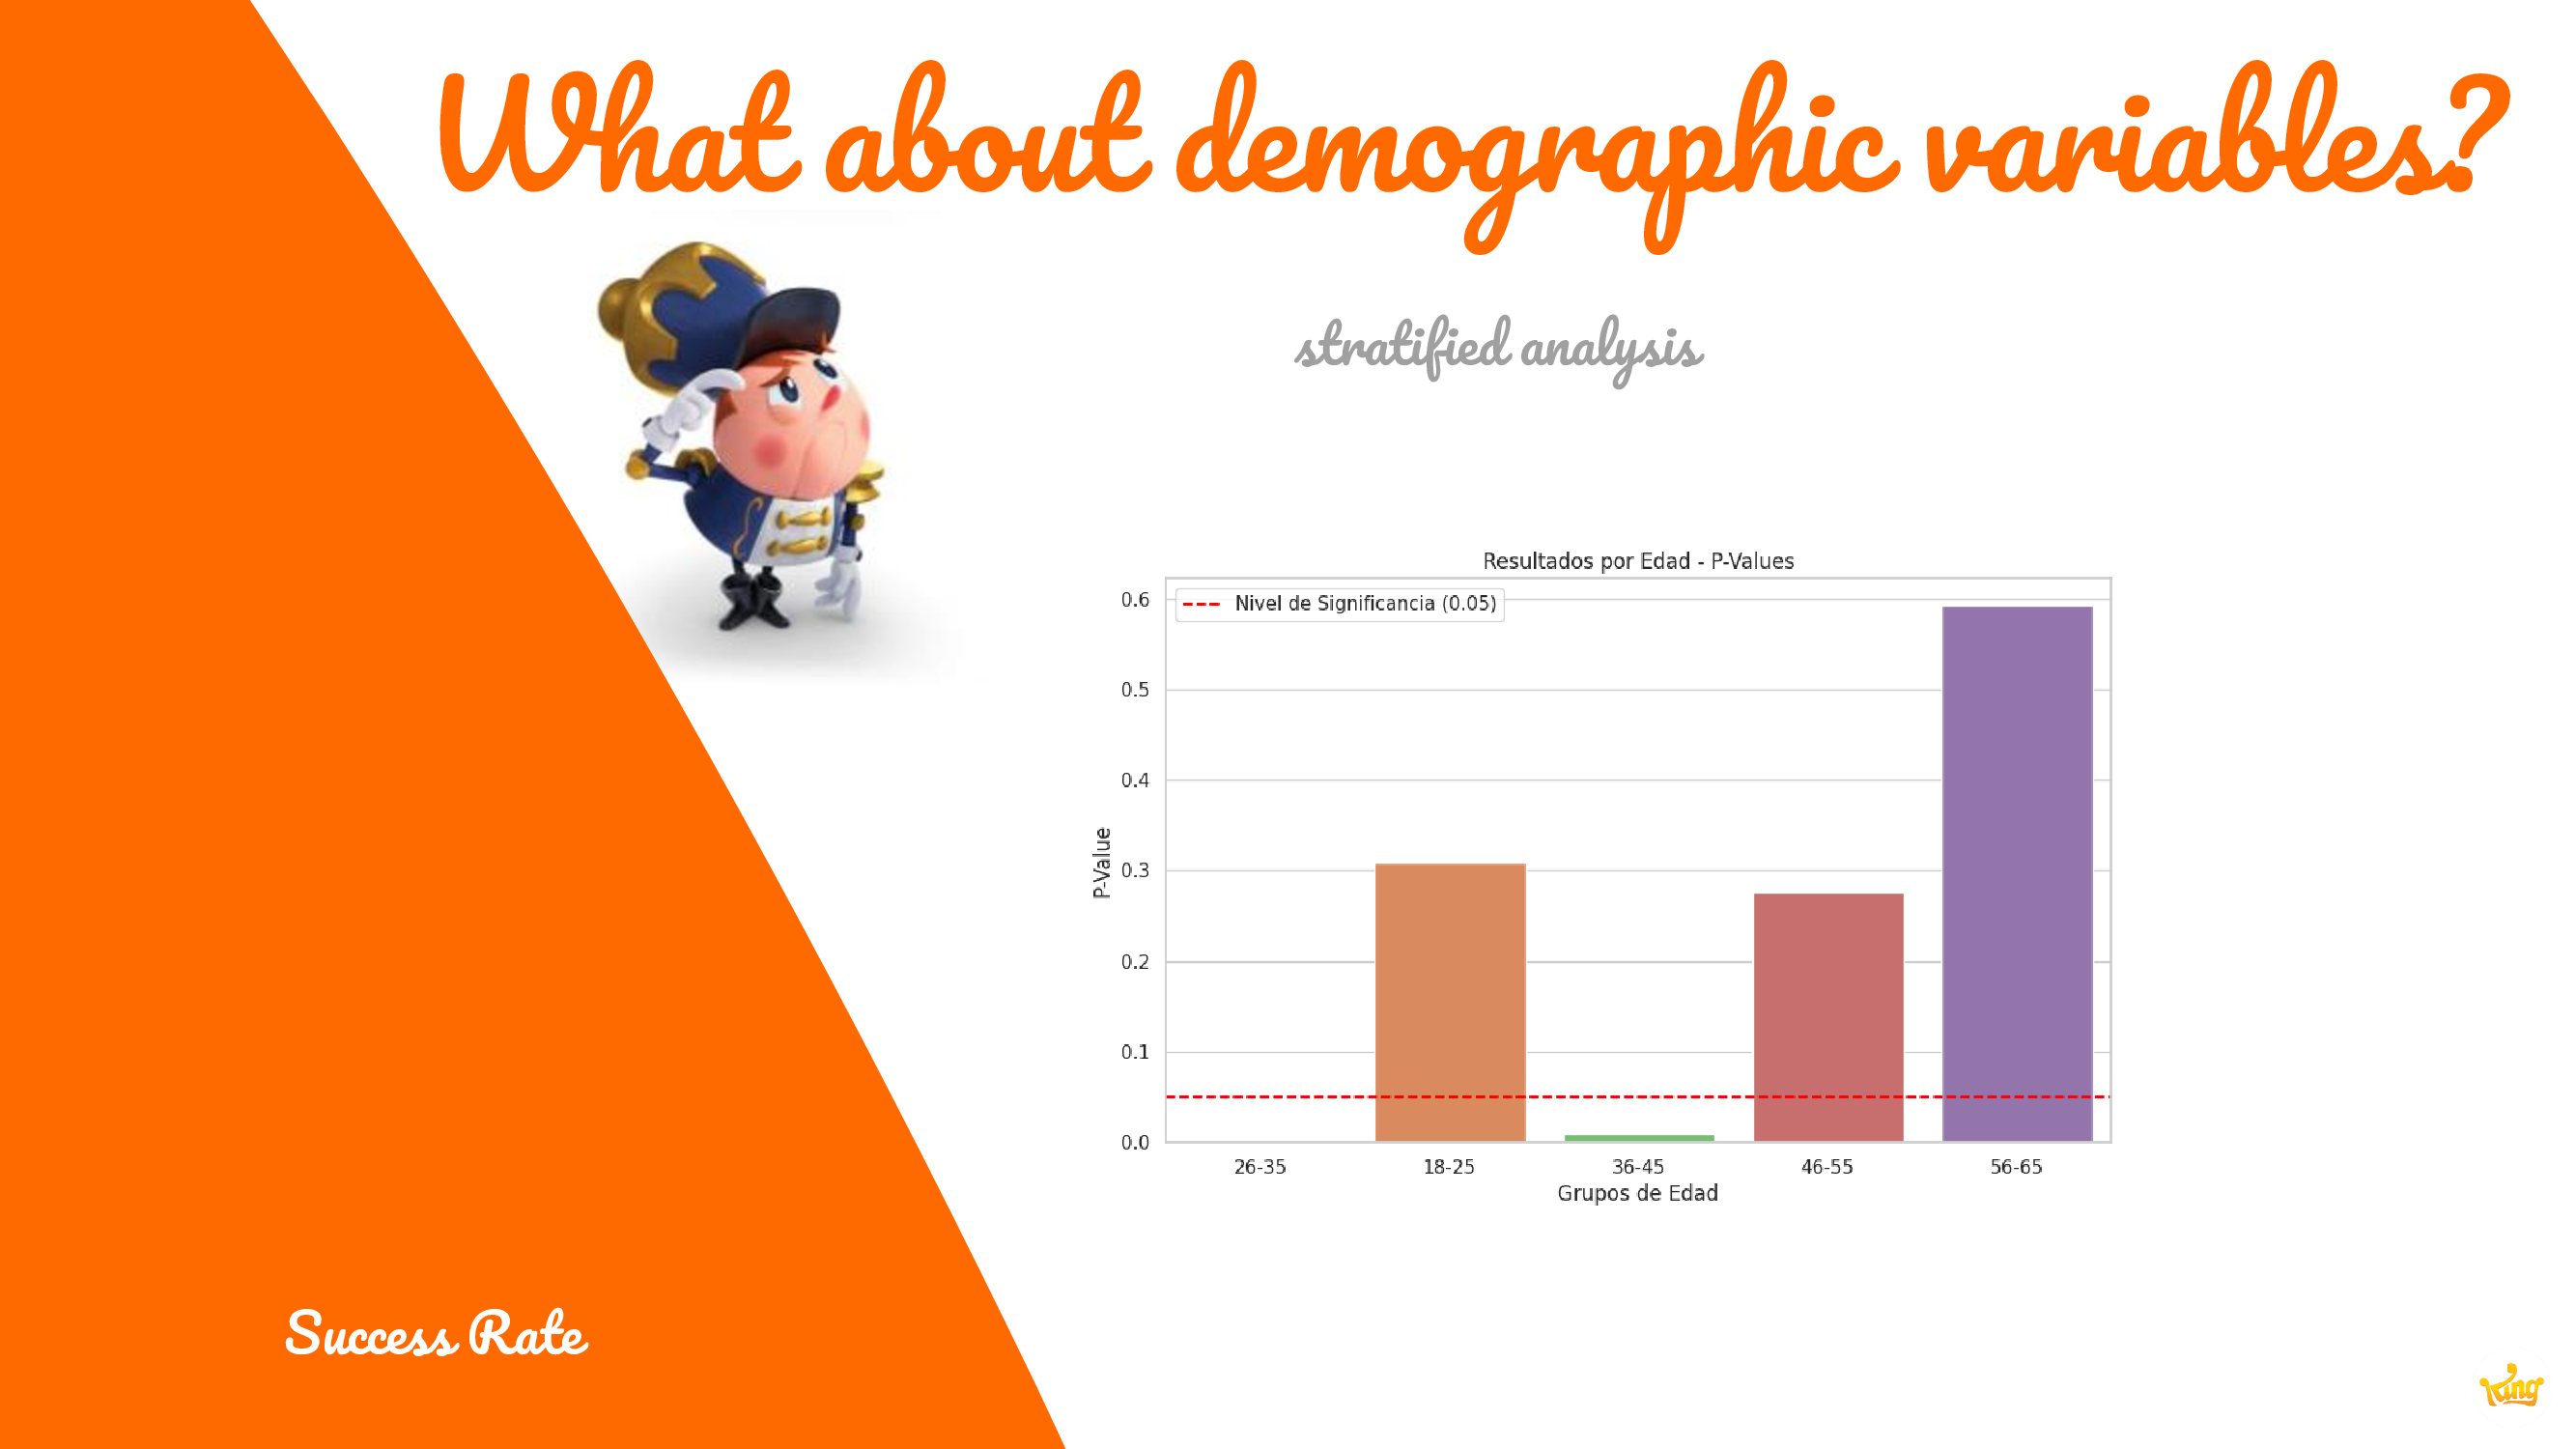 What about demographic variables?
stratified analysis
Resultados por Edad - P-Values
Nivel de Significancia (0.05)
0.6
0.5
0.4
0.3
0.2
0.1
0.0
P-Value
26-35 18-25 36-45 46-55 56-65
Grupos de Edad
Success Rate
King